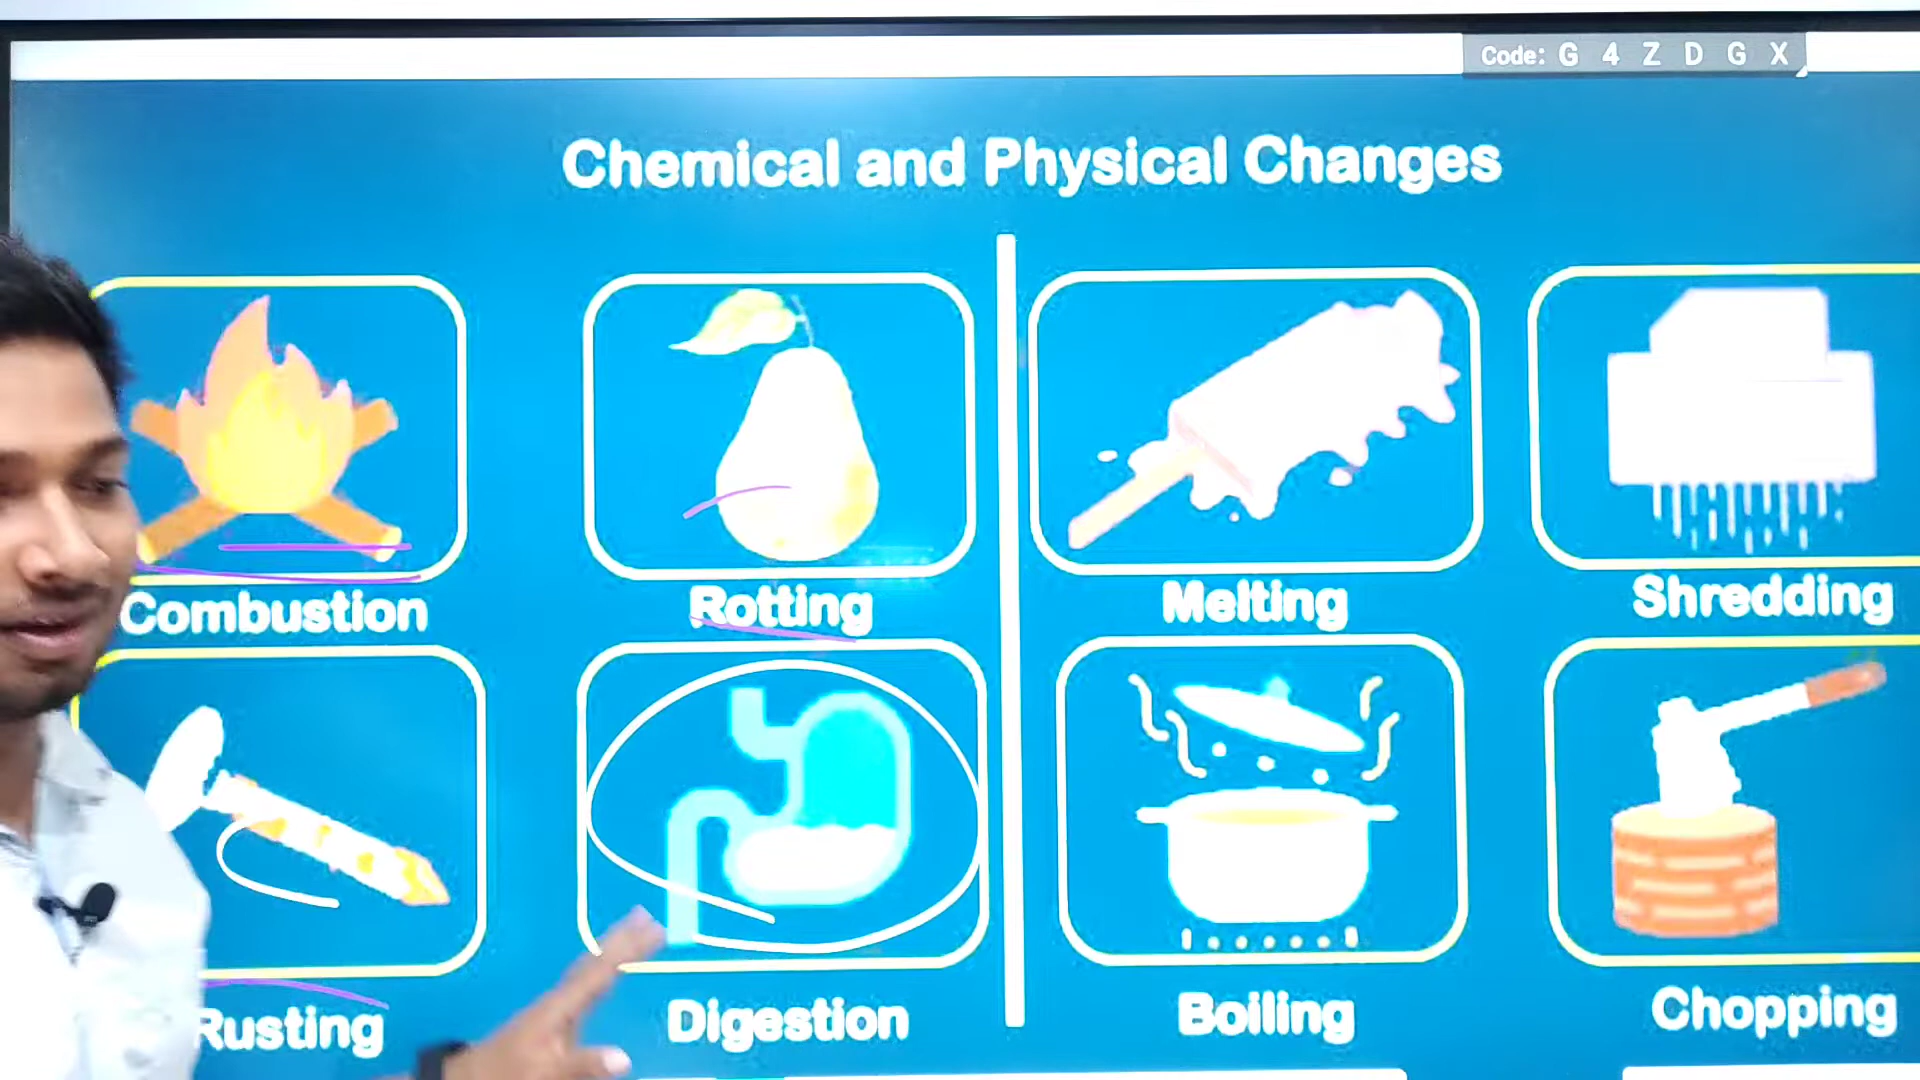 Code: G 4 Z D G X
Chemical and Physical Changes
Combustion
Rotting
Melting
Shredding
Rusting
Digestion
Boiling
Chopping